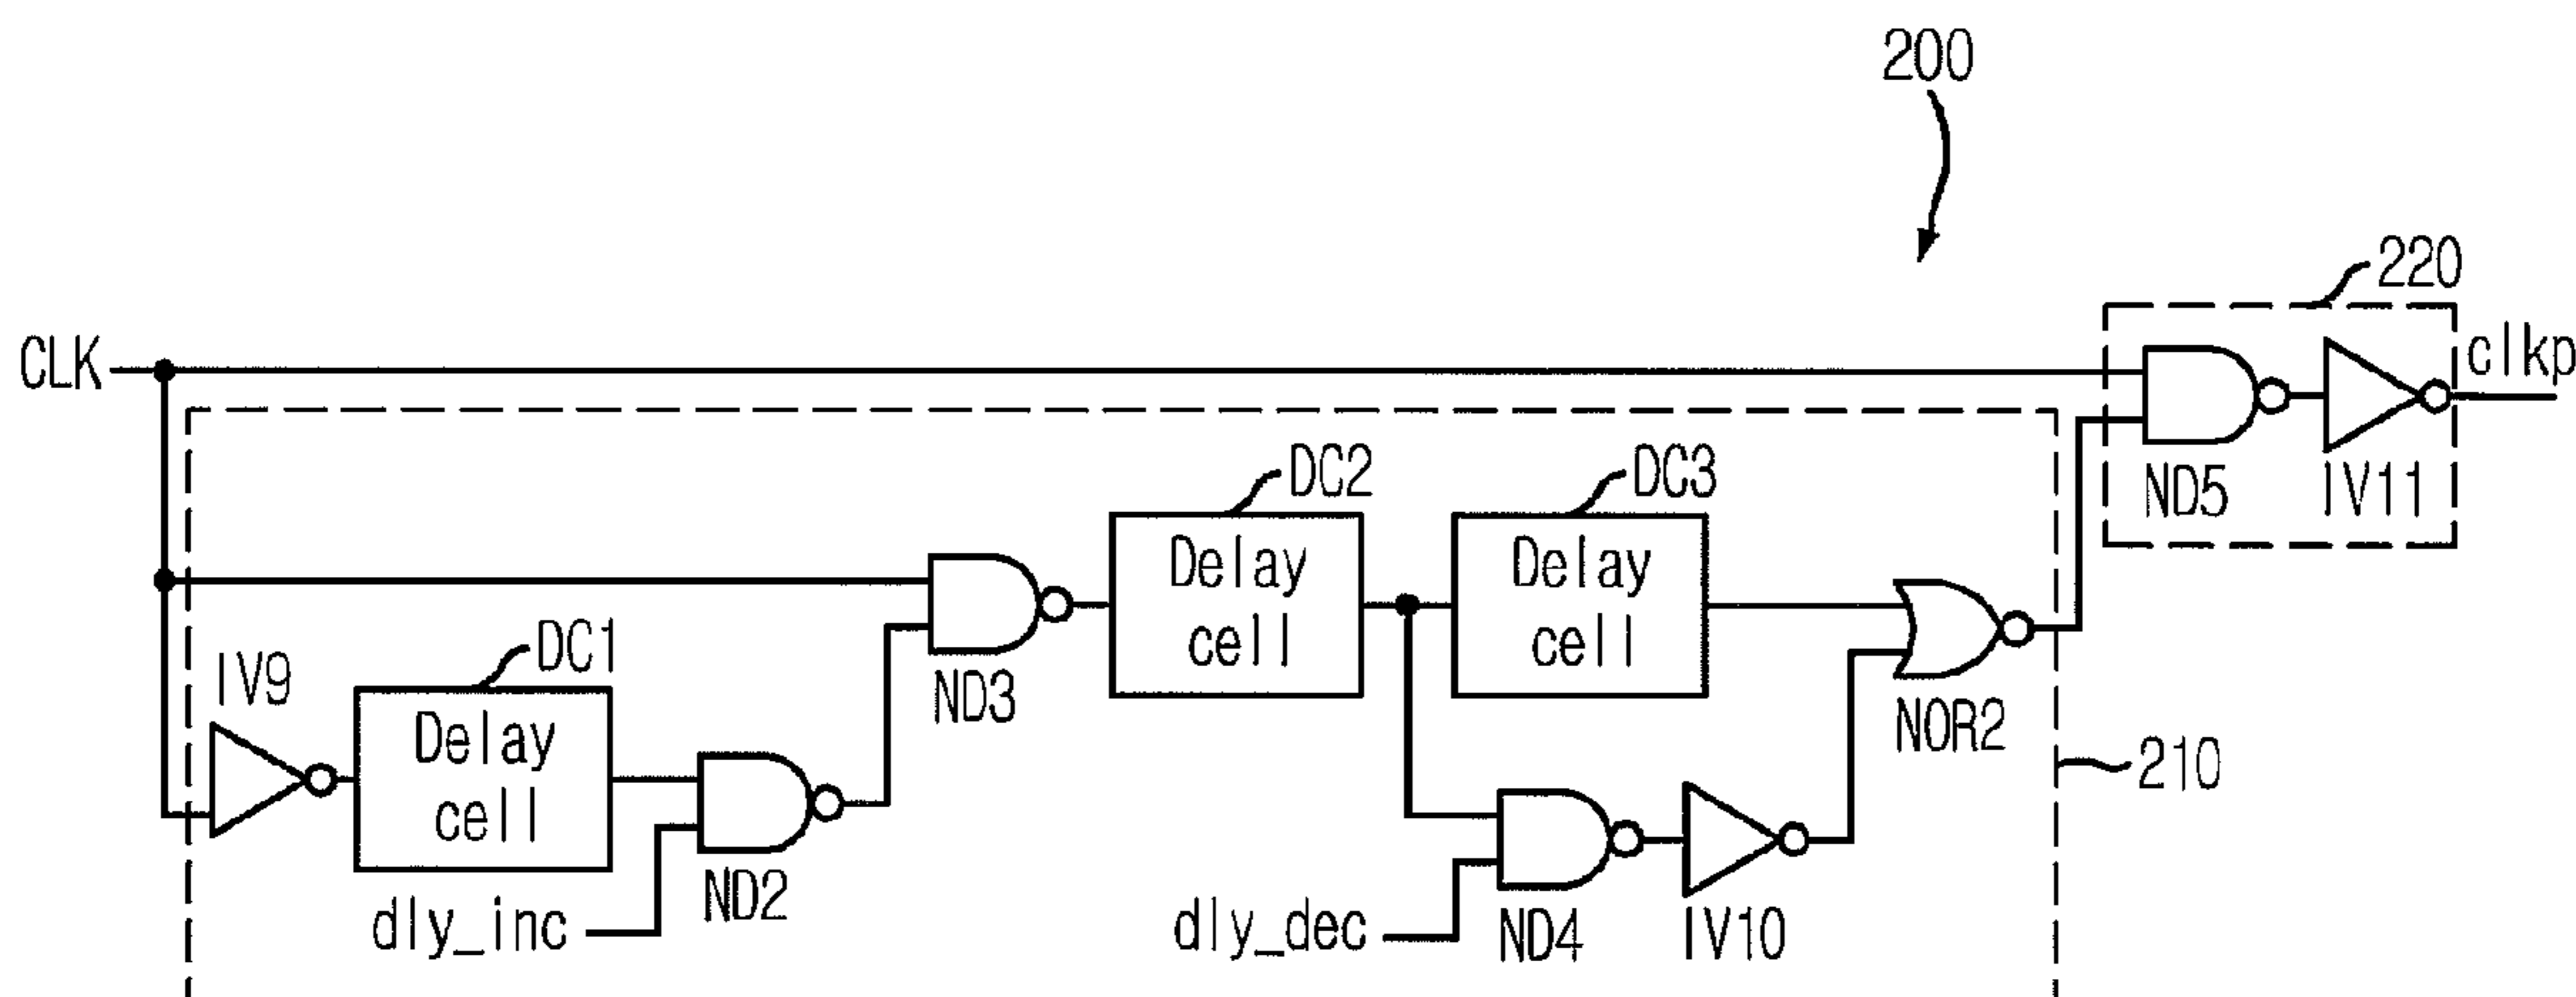 200
220
CLK
clkp
DC2
DC3
ND5
IV11
Delay
cell
Delay
cell
IV9
DC1
ND3
NOR2
Delay
cell
210
ND2
dly_inc
dly_dec
ND4
IV10